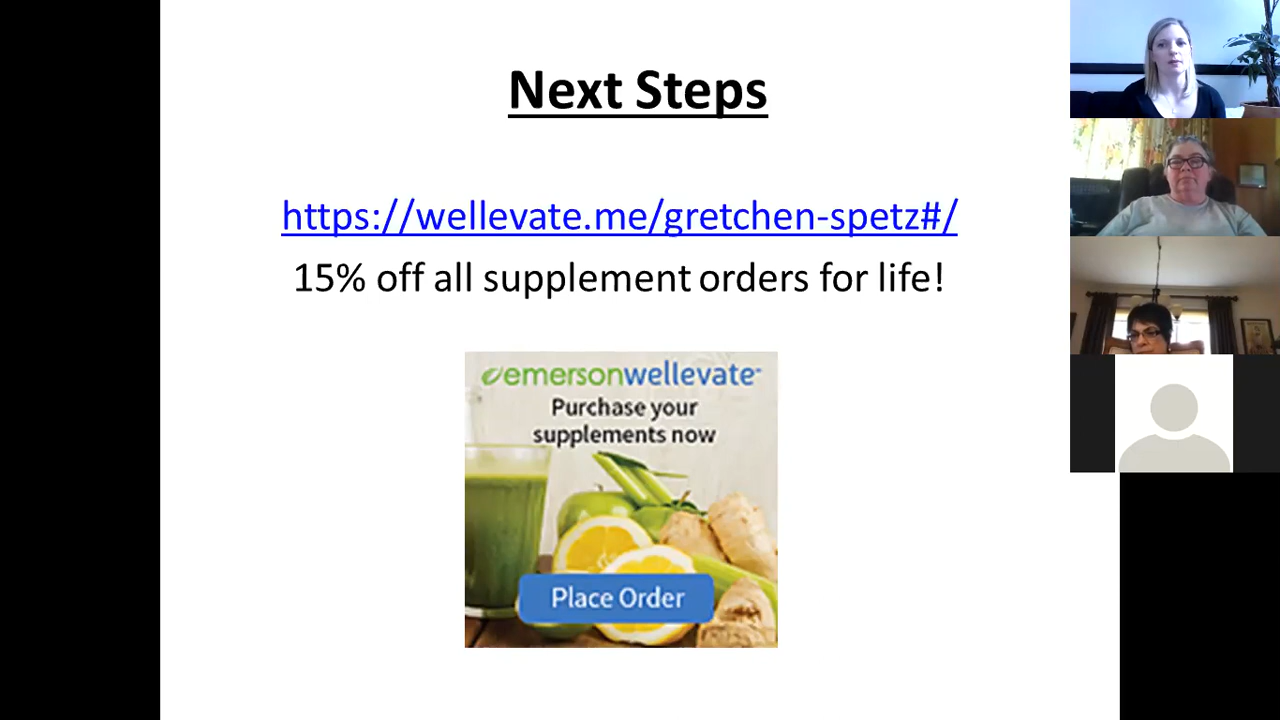 Next Steps
https://wellevate.me/gretchen-spetz#/
15% off all supplement orders for life!
emersonwellevate
Purchase your
supplements now
Place Order